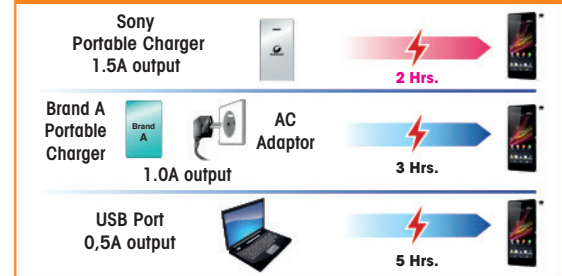 Sony
Portable Charger
1.5A output
2 Hrs.
Brand A
Portable
Charger
Brand
A
AC
Adaptor
1.0A output
3 Hrs.
USB Port
0,5A output
5 Hrs.